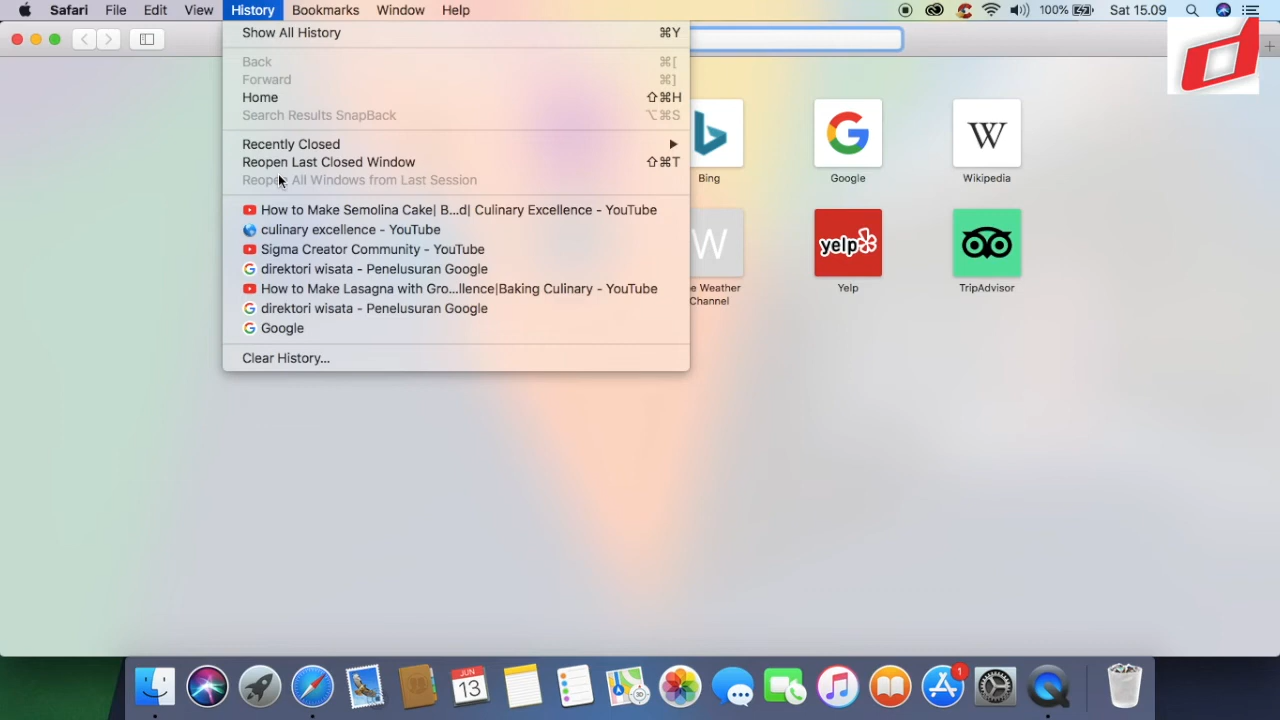 Safari File Edit View History Bookmarks Window Help 100% Sat 15.09
Show All History ⌘Y
Back ⌘[
Forward ⌘]
Home ⇧⌘H
Search Results SnapBack ⌥⌘S
Recently Closed
Reopen Last Closed Window ⇧⌘T
Reopen All Windows from Last Session
How to Make Semolina Cake| B...d| Culinary Excellence - YouTube
culinary excellence - YouTube
Sigma Creator Community - YouTube
direktori wisata - Penelusuran Google
How to Make Lasagna with Gro...llence|Baking Culinary - YouTube
direktori wisata - Penelusuran Google
Google
Clear History...
Bing
Google
W
Wikipedia
W
e Weather
Channel
yelp
Yelp
TripAdvisor
JUN
13
1